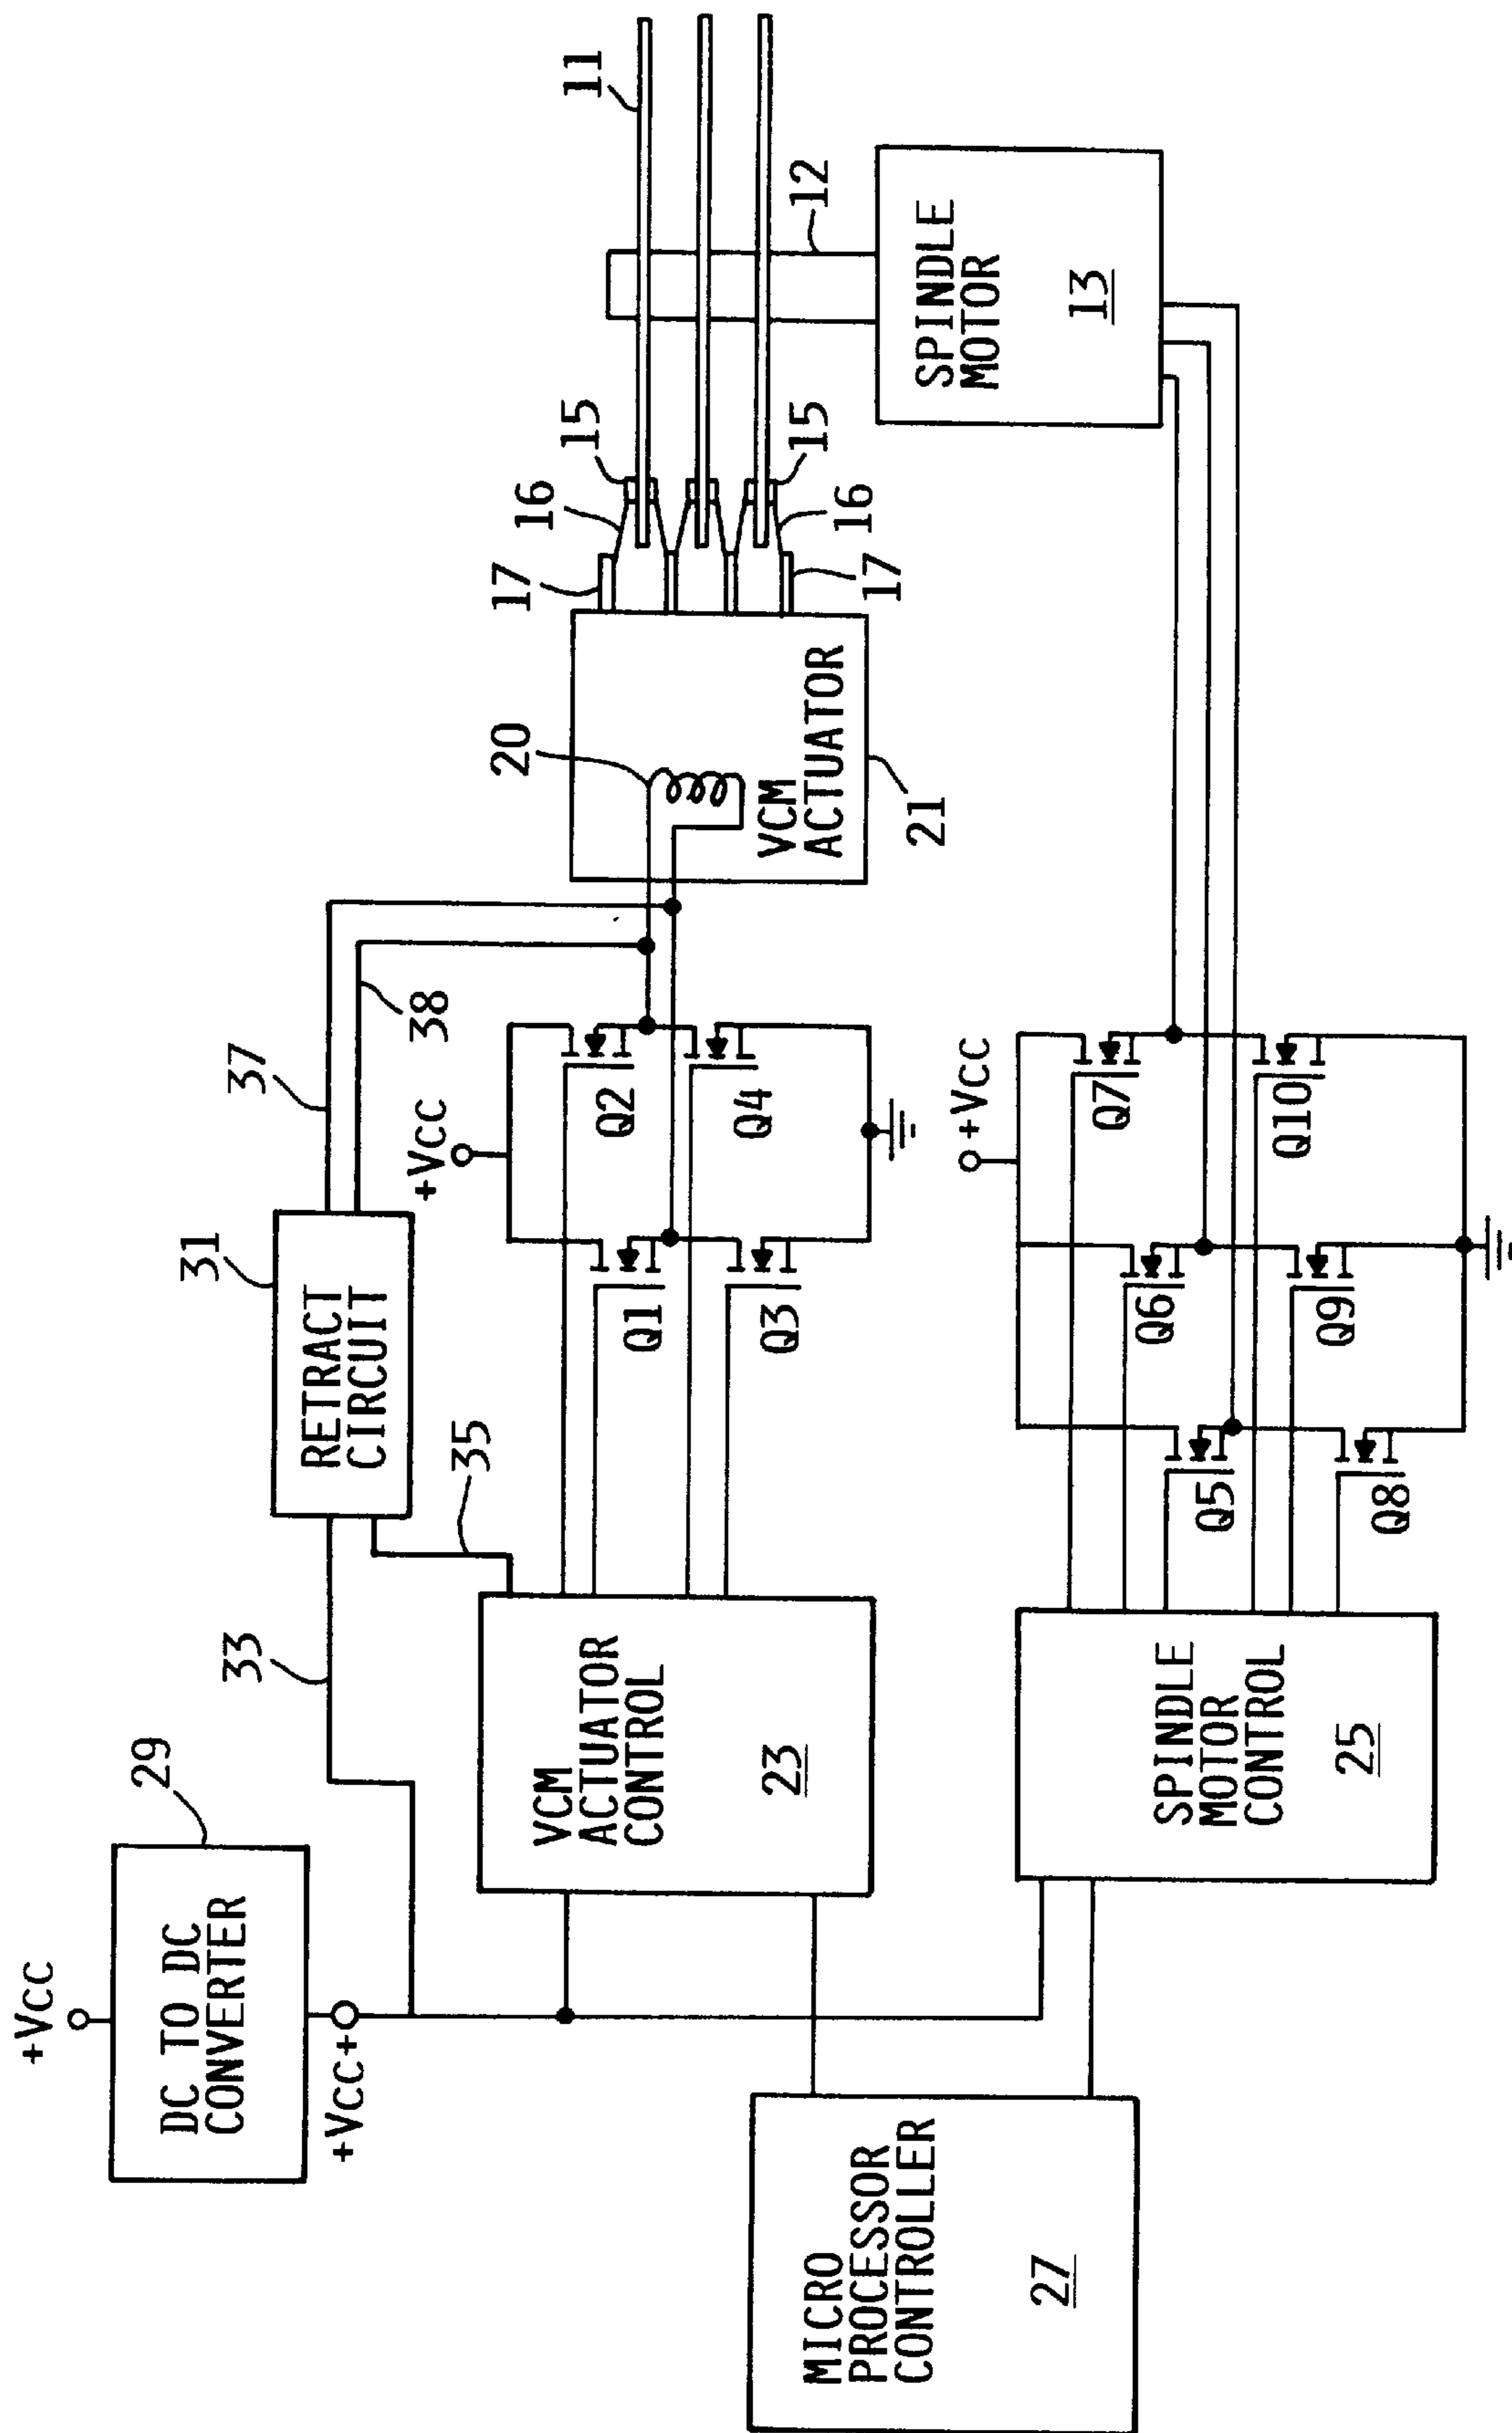 +VCC
DC TO DC
CONVERTER
29
+VCC+
33
RETRACT
CIRCUIT
31
35
37
38
MICRO
PROCESSOR
CONTROLLER
27
VCM
ACTUATOR
CONTROL
23
+VCC
Q1
Q2
Q3
Q4
20
VCM
ACTUATOR
21
17
16
15
17
16
15
11
12
SPINDLE
MOTOR
13
SPINDLE
MOTOR
CONTROL
25
+VCC
Q5
Q6
Q7
Q8
Q9
Q10